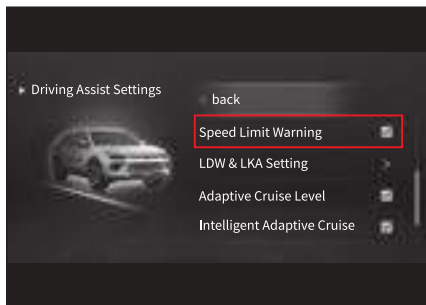 Driving Assist Settings
back
Speed Limit Warning
LDW & LKA Setting
Adaptive Cruise Level
Intelligent Adaptive Cruise